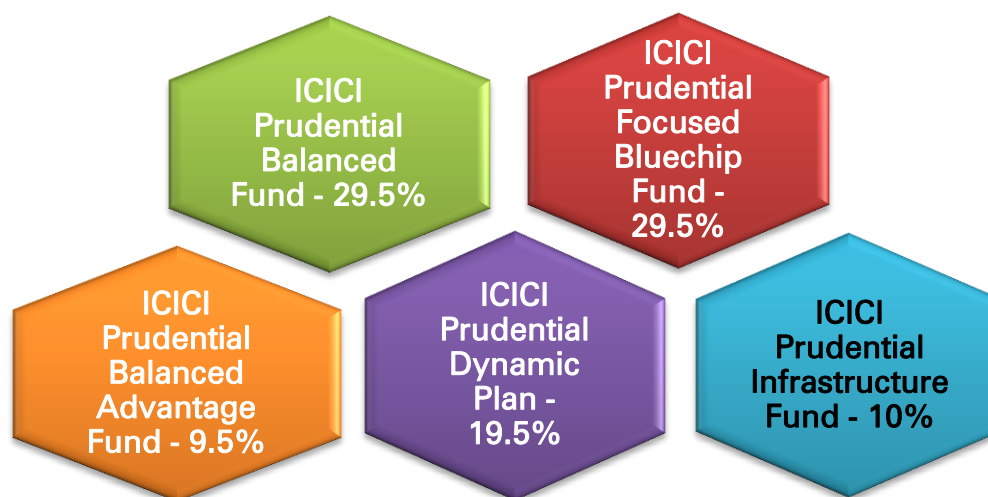 ICICI
Prudential
Balanced
Fund - 29.5%
ICICI
Prudential
Focused
Bluechip
Fund -
29.5%
ICICI
Prudential
Balanced
Advantage
Fund - 9.5%
ICICI
Prudential
Dynamic
Plan -
19.5%
ICICI
Prudential
Infrastructure
Fund - 10%